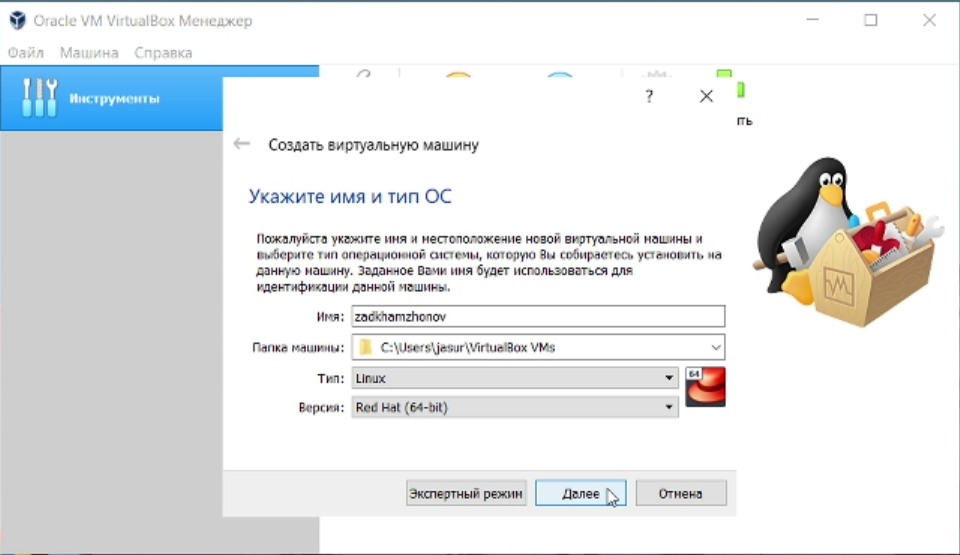 Oracle VM VirtualBox Менеджер
Файл Машина Справка
Инструменты
?
ть
Создать виртуальную машину
Укажите имя и тип ОС
Пожалуйста укажите имя и местоположение новой виртуальной машины и
выберите тип операционной системы, которую Вы собираетесь установить на
данную машину. Заданное Вами имя будет использоваться для
идентификации данной машины.
Имя: zadkhamzhonov
Папка машины: C:\Users\jasur\VirtualBox VMs
Тип: Linux
64
Версия: Red Hat (64-bit)
Экспертный режим Далее Отмена